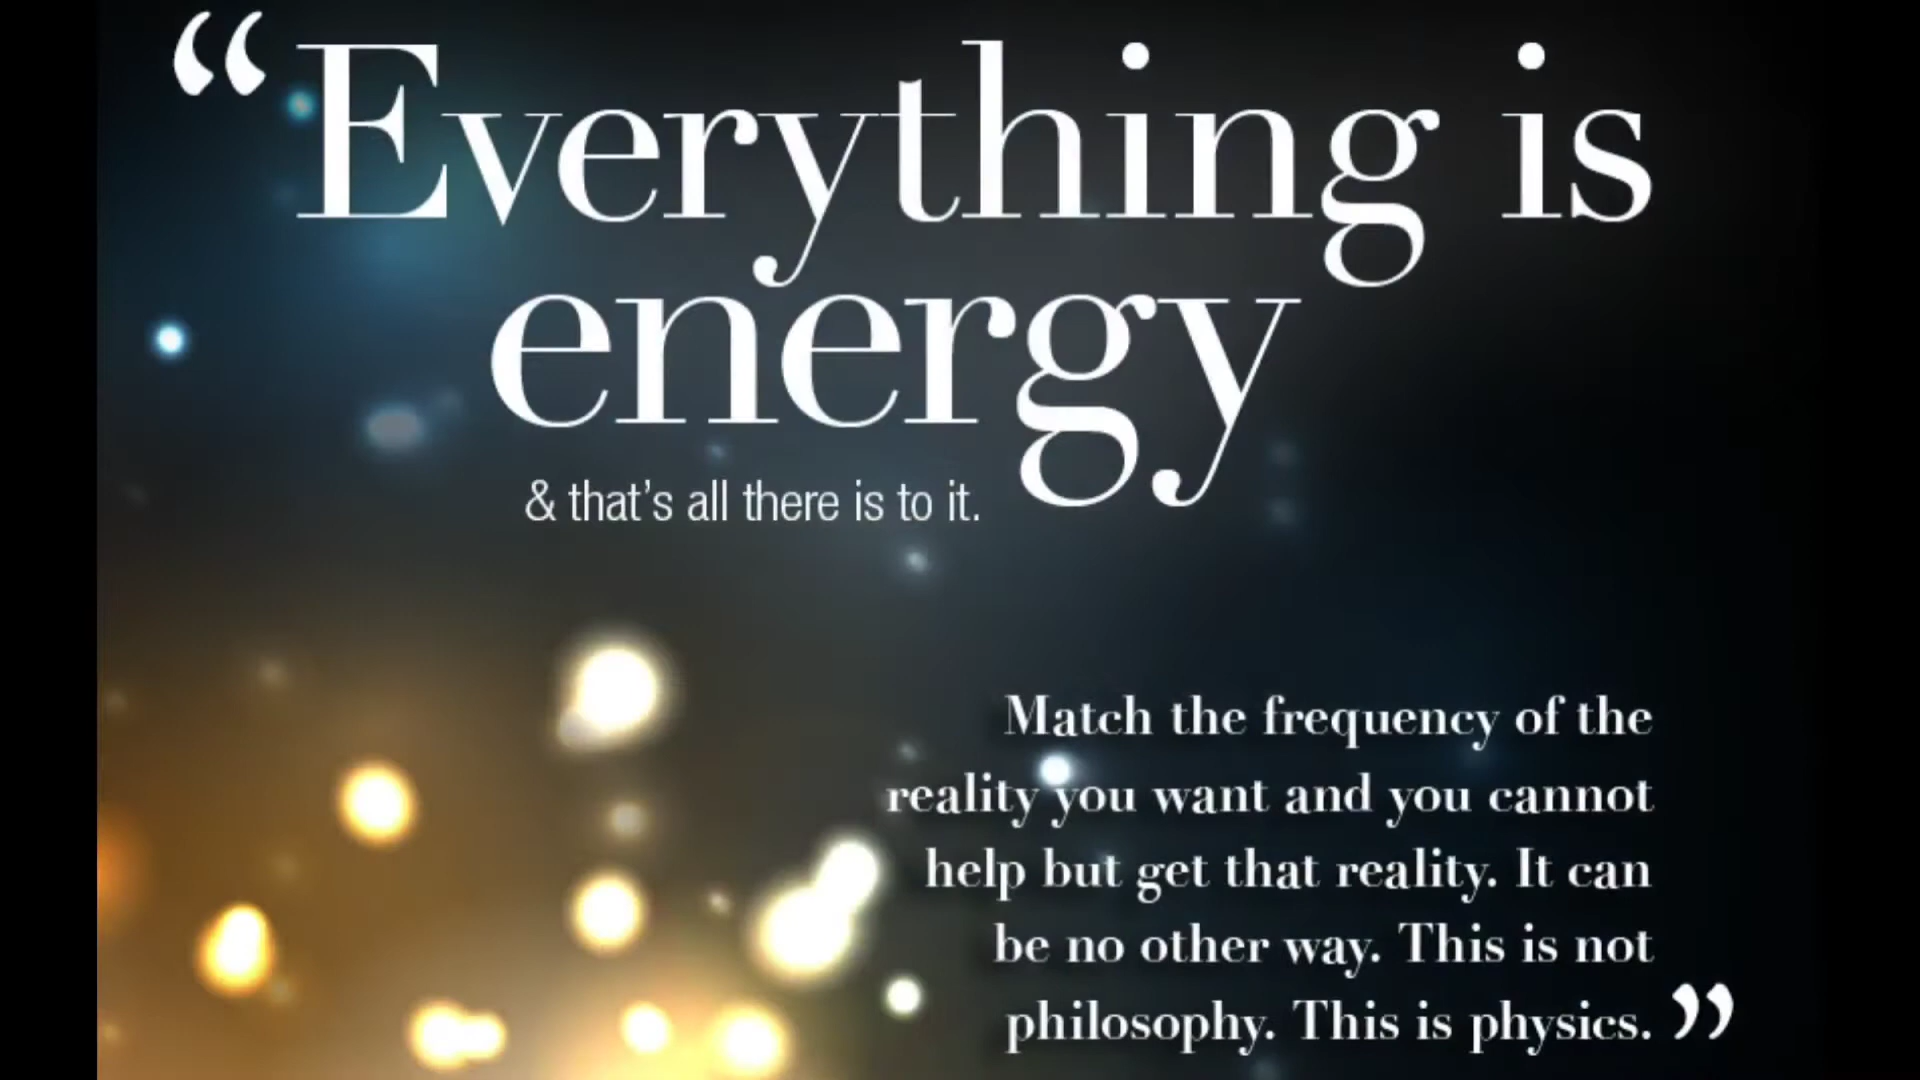 “Everything is
energy
& that’s all there is to it.
Match the frequency of the
reality you want and you cannot
help but get that reality. It can
be no other way. This is not
philosophy. This is physics.”